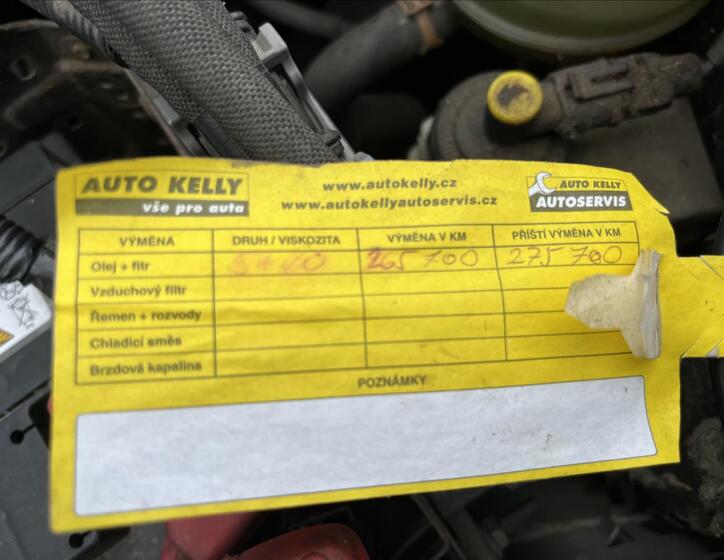 AUTO KELLY
vše pro auta
www.autokelly.cz
www.autokellyautoservis.cz
AUTO KELLY
AUTOSERVIS
VÝMĚNA DRUH / VISKOZITA VÝMĚNA V KM PŘÍŠTÍ VÝMĚNA V KM
Olej + filtr 265 700 275 700
Vzduchový filtr
Řemen + rozvody
Chladicí směs
Brzdová kapalina
POZNÁMKY